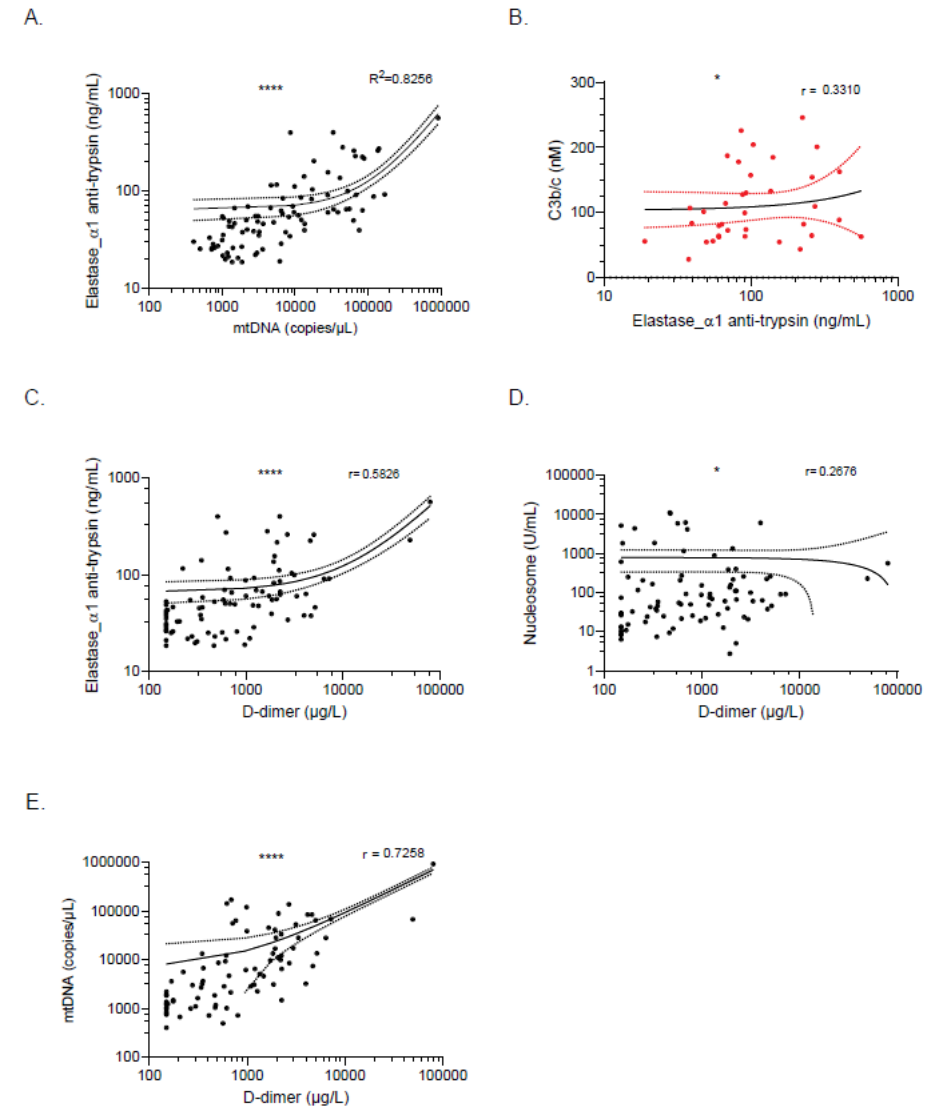 A.
****
R²=0.8256
Elastase_α1 anti-trypsin (ng/mL)
1000
100
10
100 1000 10000 100000 1000000
mtDNA (copies/µL)
B.
*
r = 0.3310
C3b/c (nM)
300
200
100
0
10 100 1000
Elastase_α1 anti-trypsin (ng/mL)
C.
****
r= 0.5826
Elastase_α1 anti-trypsin (ng/mL)
1000
100
10
100 1000 10000 100000
D-dimer (µg/L)
D.
*
r=0.2676
Nucleosome (U/mL)
100000
10000
1000
100
10
1
100 1000 10000 100000
D-dimer (µg/L)
E.
****
r = 0.7258
mtDNA (copies/µL)
1000000
100000
10000
1000
100
100 1000 10000 100000
D-dimer (µg/L)